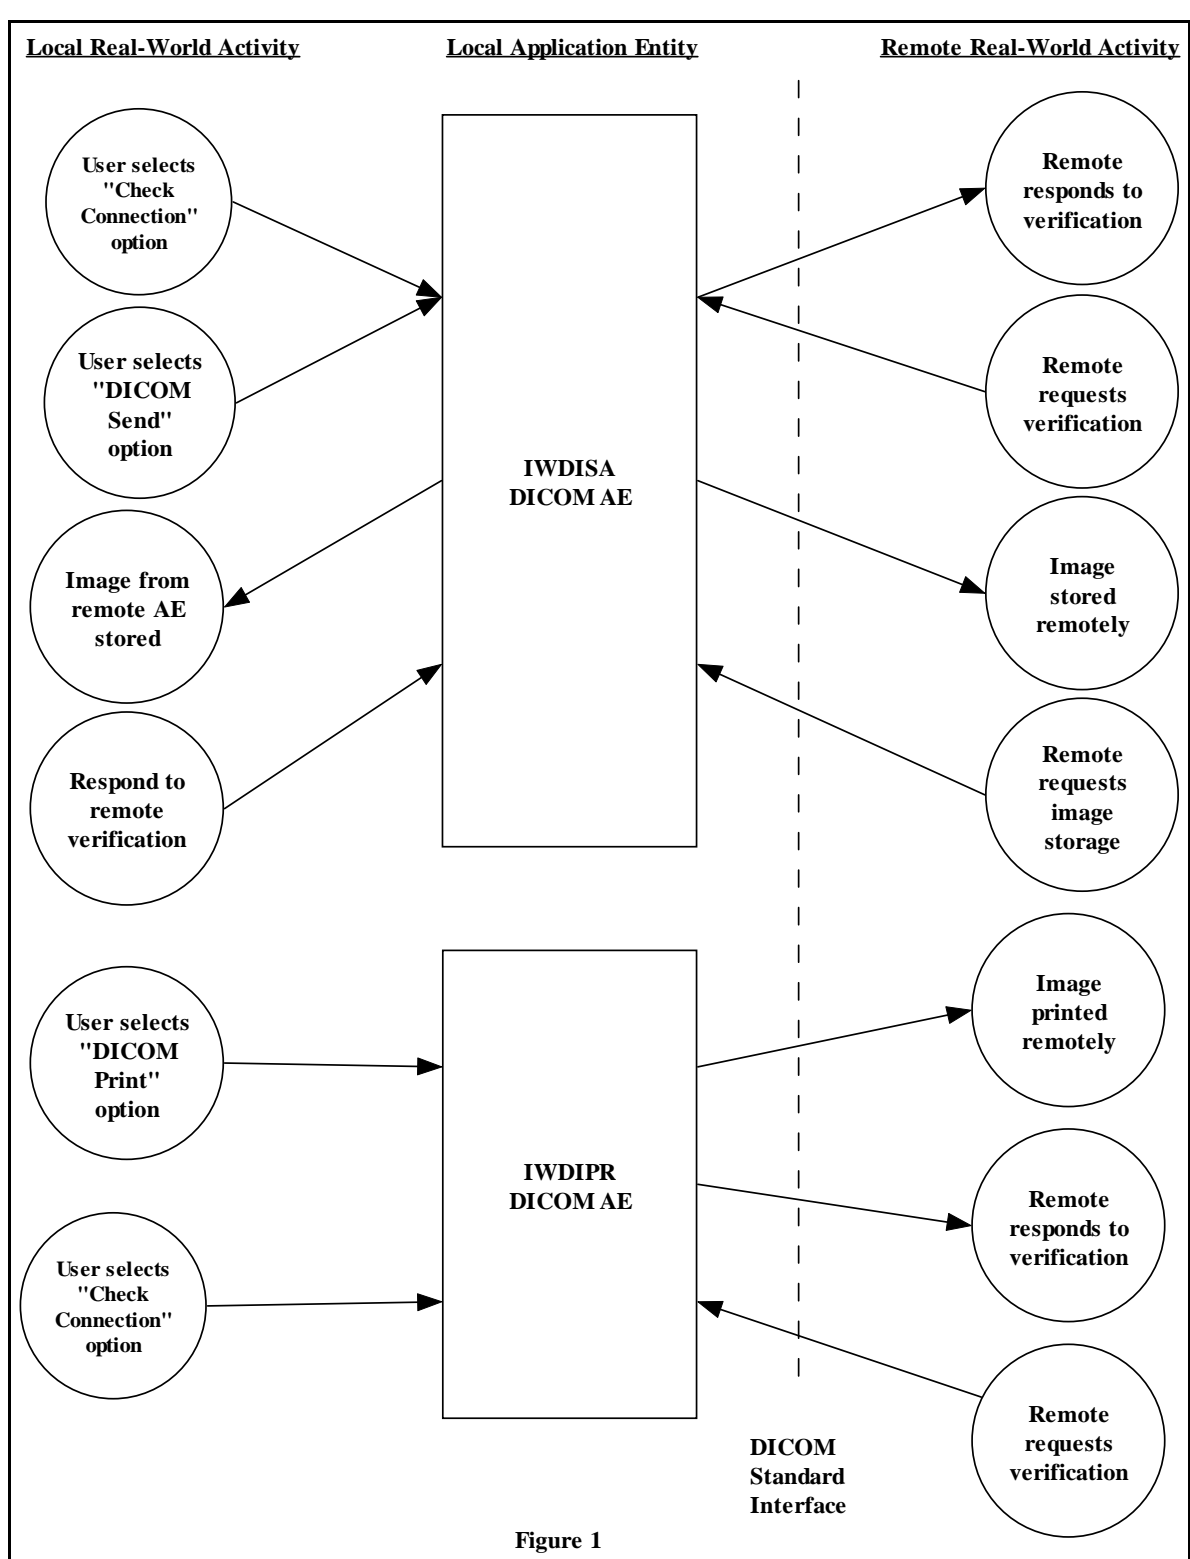 Local Real-World Activity
Local Application Entity
Remote Real-World Activity
User selects
"Check
Connection"
option
User selects
"DICOM
Send"
option
Image from
remote AE
stored
Respond to
remote
verification
IWDISA
DICOM AE
Remote
responds to
verification
Remote
requests
verification
Image
stored
remotely
Remote
requests
image
storage
User selects
"DICOM
Print"
option
User selects
"Check
Connection"
option
IWDIPR
DICOM AE
Image
printed
remotely
Remote
responds to
verification
Remote
requests
verification
DICOM
Standard
Interface
Figure 1